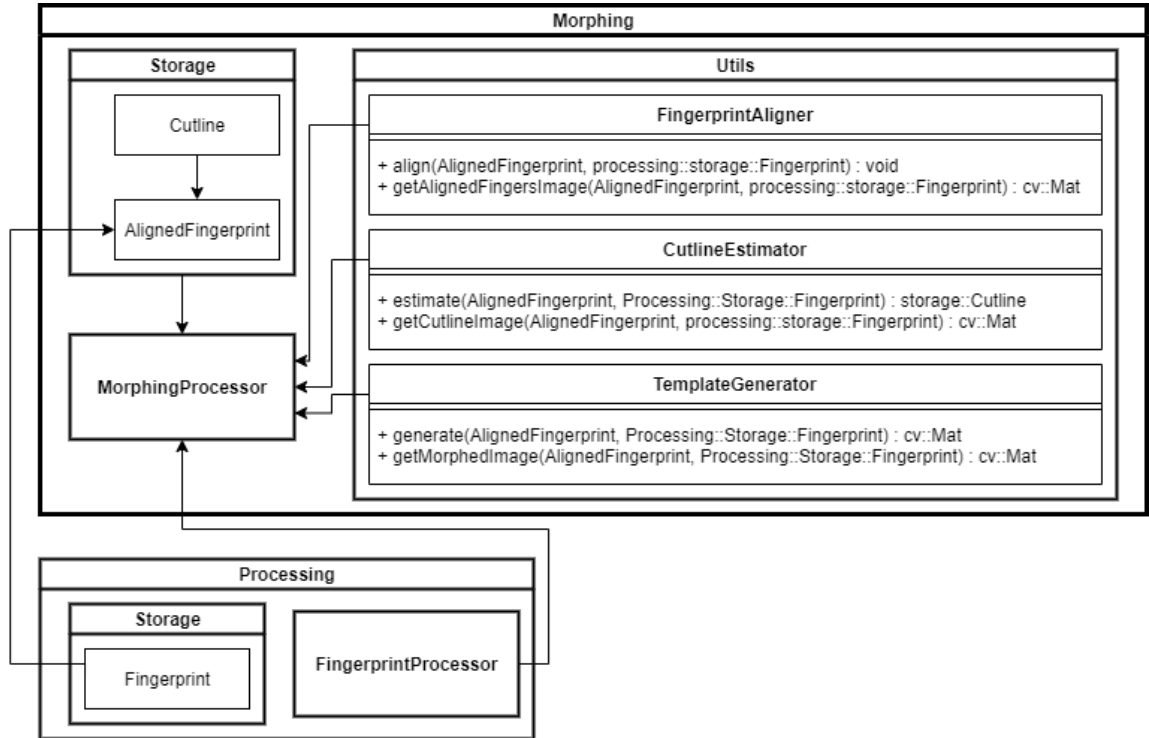 Morphing
Storage
Cutline
AlignedFingerprint
MorphingProcessor
Utils
FingerprintAligner
+ align(AlignedFingerprint, processing::storage::Fingerprint) : void
+ getAlignedFingersImage(AlignedFingerprint, processing::storage::Fingerprint) : cv::Mat
CutlineEstimator
+ estimate(AlignedFingerprint, Processing::Storage::Fingerprint) : storage::Cutline
+ getCutlineImage(AlignedFingerprint, processing::storage::Fingerprint) : cv::Mat
TemplateGenerator
+ generate(AlignedFingerprint, Processing::Storage::Fingerprint) : cv::Mat
+ getMorphedImage(AlignedFingerprint, Processing::Storage::Fingerprint) : cv::Mat
Processing
Storage
Fingerprint
FingerprintProcessor